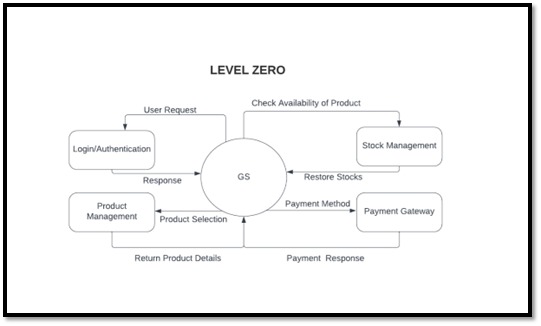 LEVEL ZERO
User Request
Check Availability of Product
Login/Authentication
Stock Management
GS
Response
Restore Stocks
Product
Management
Product Selection
Payment Method
Payment Gateway
Return Product Details
Payment Response